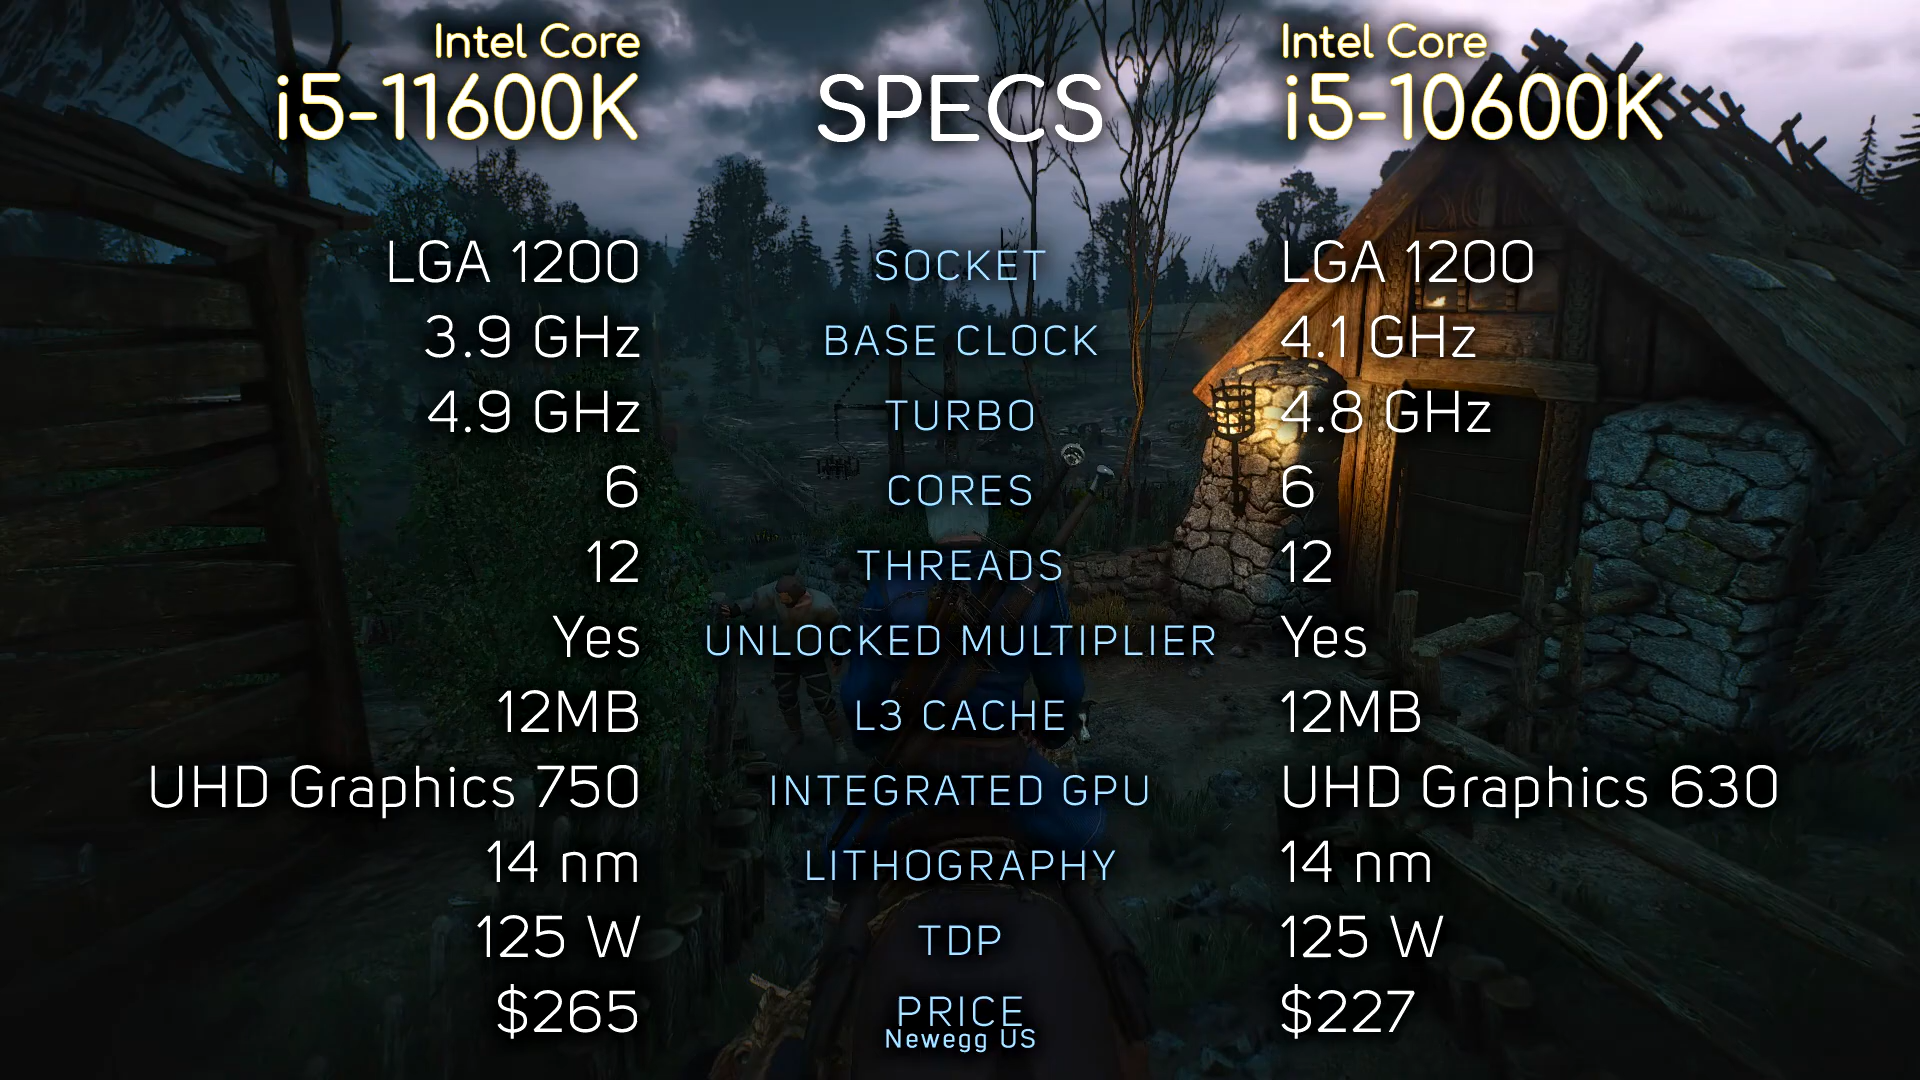 Intel Core
i5-11600K
SPECS
Intel Core
i5-10600K
LGA 1200 SOCKET LGA 1200
3.9 GHz BASE CLOCK 4.1 GHz
4.9 GHz TURBO 4.8 GHz
6 CORES 6
12 THREADS 12
Yes UNLOCKED MULTIPLIER Yes
12MB L3 CACHE 12MB
UHD Graphics 750 INTEGRATED GPU UHD Graphics 630
14 nm LITHOGRAPHY 14 nm
125 W TDP 125 W
$265 PRICE $227
Newegg US